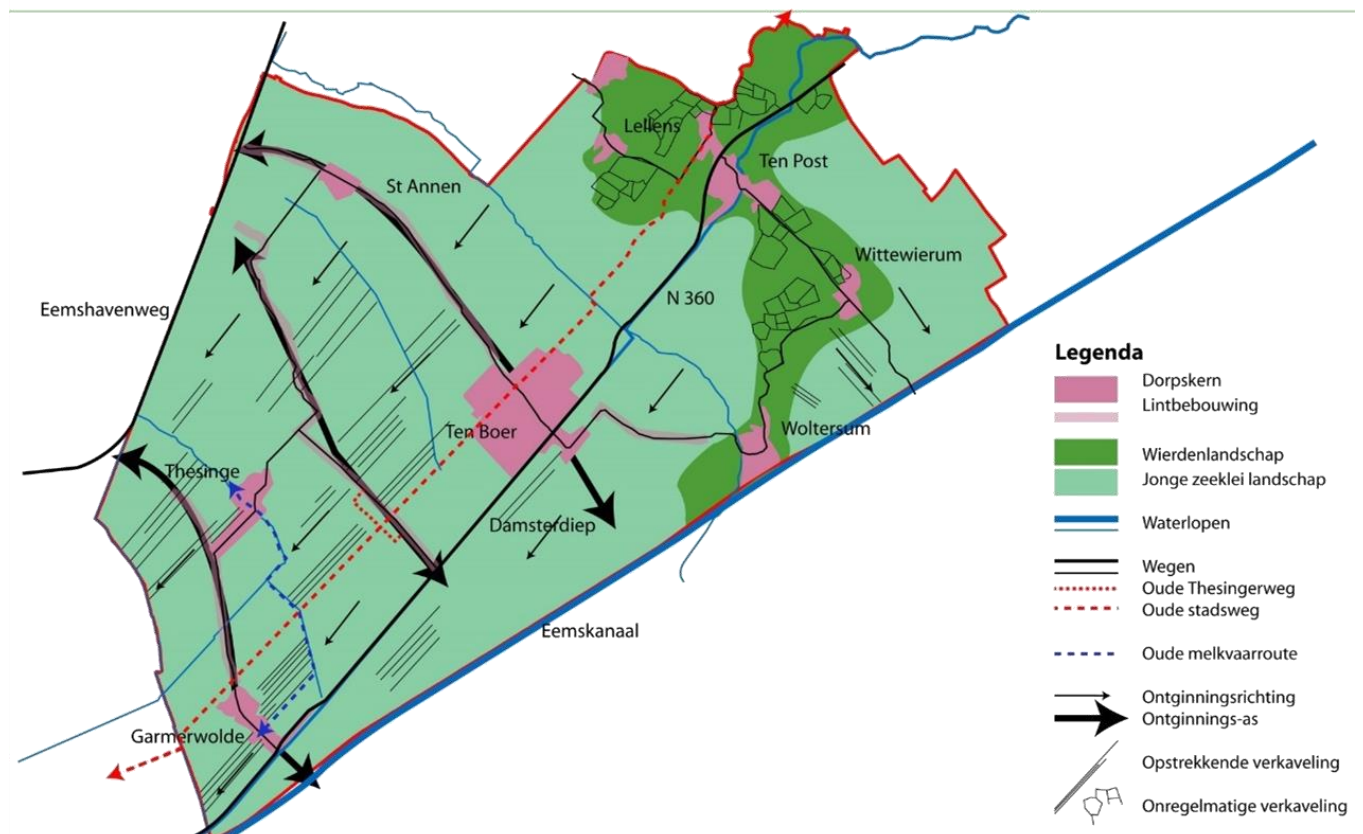 Lellens
Ten Post
St Annen
Wittewierum
N 360
Eemshavenweg
Ten Boer
Woltersum
Thesinge
Damsterdiep
Eemskanaal
Garmerwolde
Legenda
Dorpskern
Lintbebouwing
Wierdenlandschap
Jonge zeeklei landschap
Waterlopen
Wegen
Oude Thesingerweg
Oude stadsweg
Oude melkvaarroute
Ontginningsrichting
Ontginnings-as
Opstrekkende verkaveling
Onregelmatige verkaveling